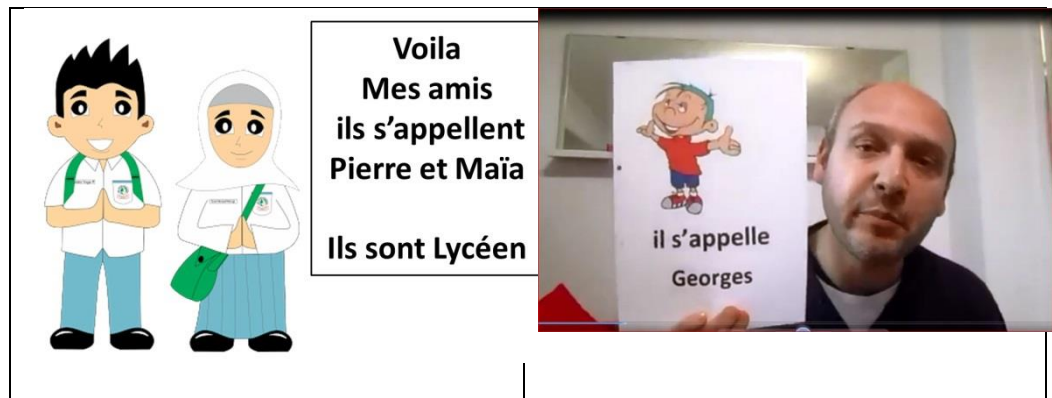 Voila
Mes amis
ils s’appellent
Pierre et Maïa
Ils sont Lycéen
il s’appelle
Georges